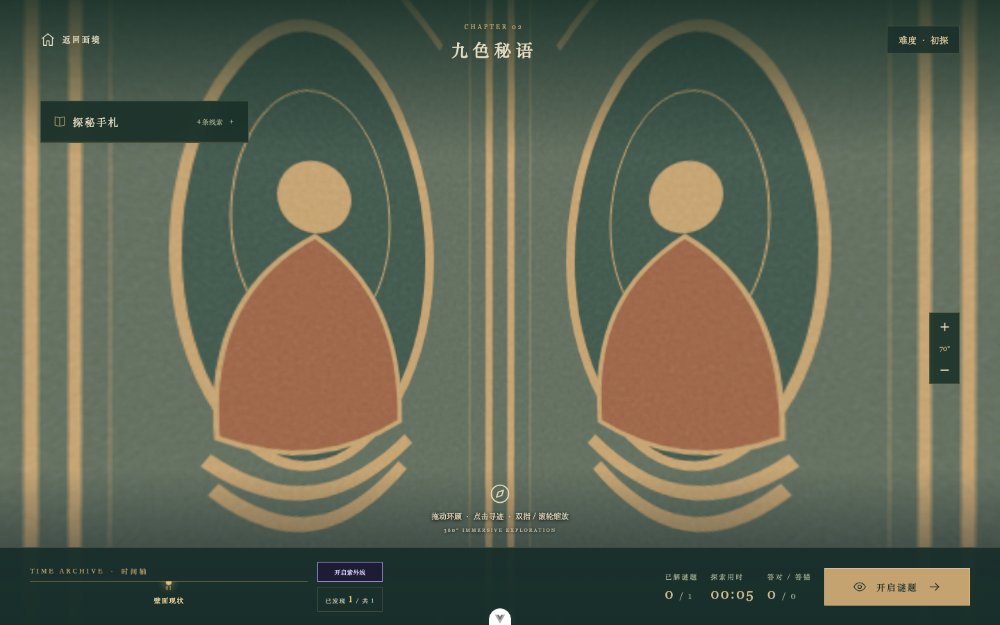 返回画境
CHAPTER 02
九色秘语
难度 · 初探
探秘手札
4 条线索 +
70°
拖动环顾 · 点击寻迹 · 双指 / 滚轮缩放
360° IMMERSIVE EXPLORATION
TIME ARCHIVE · 时间轴
01
壁面现状
开启紫外线
已发现 1 / 共 1
已解谜题
0 / 1
探索用时
00:05
答对 / 答错
0 / 0
开启谜题